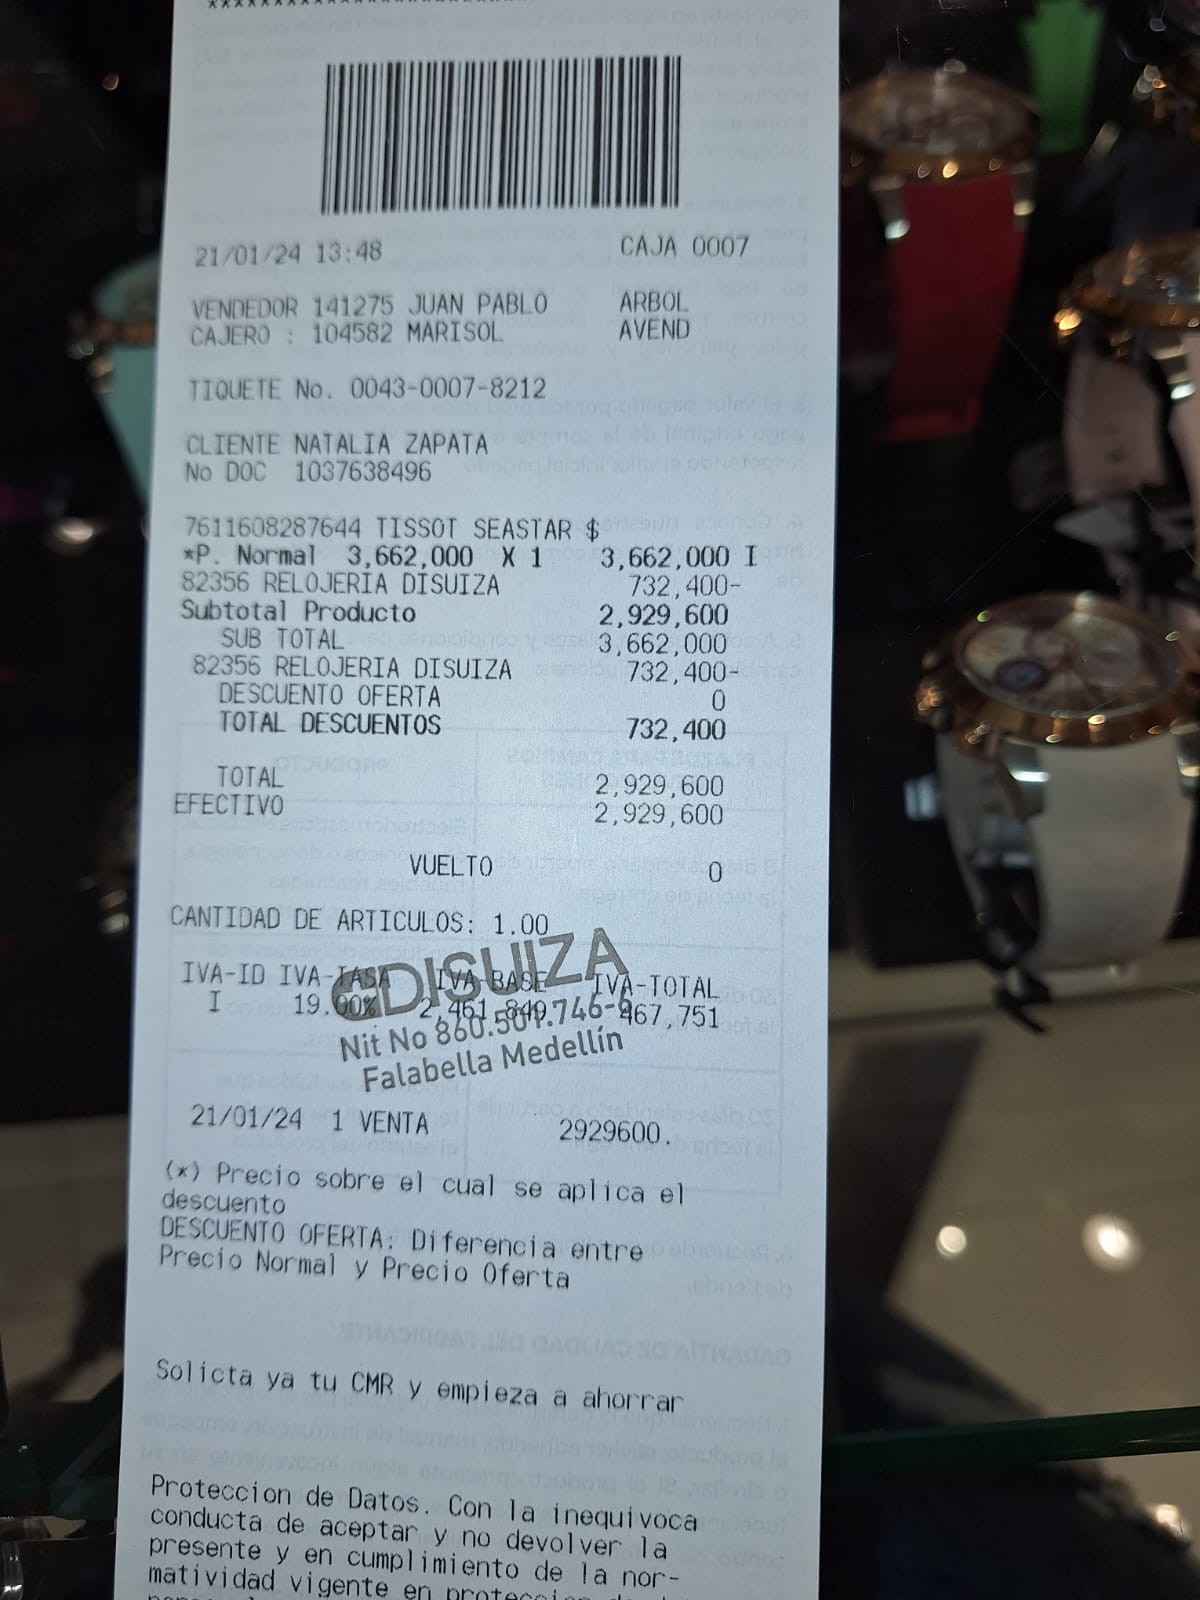 21/01/24 13:48 CAJA 0007
VENDEDOR 141275 JUAN PABLO ARBOL
CAJERO : 104582 MARISOL AVEND
TIQUETE No. 0043-0007-8212
CLIENTE NATALIA ZAPATA
No DOC 1037638496
7611608287644 TISSOT SEASTAR $
*P. Normal 3,662,000 X 1 3,662,000 I
82356 RELOJERIA DISUIZA 732,400-
Subtotal Producto 2,929,600
SUB TOTAL 3,662,000
82356 RELOJERIA DISUIZA 732,400-
DESCUENTO OFERTA 0
TOTAL DESCUENTOS 732,400
TOTAL 2,929,600
EFECTIVO 2,929,600
VUELTO 0
CANTIDAD DE ARTICULOS: 1.00
DISUIZA
IVA-ID IVA-TASA IVA-BASE IVA-TOTAL
I 19.00% 2,461,849 467,751
Nit No 860.501.746-9
Falabella Medellín
21/01/24 1 VENTA 2929600.
(*) Precio sobre el cual se aplica el
descuento
DESCUENTO OFERTA: Diferencia entre
Precio Normal y Precio Oferta
Solicta ya tu CMR y empieza a ahorrar
Proteccion de Datos. Con la inequivoca
conducta de aceptar y no devolver la
presente y en cumplimiento de la nor-
matividad vigente en proteccion